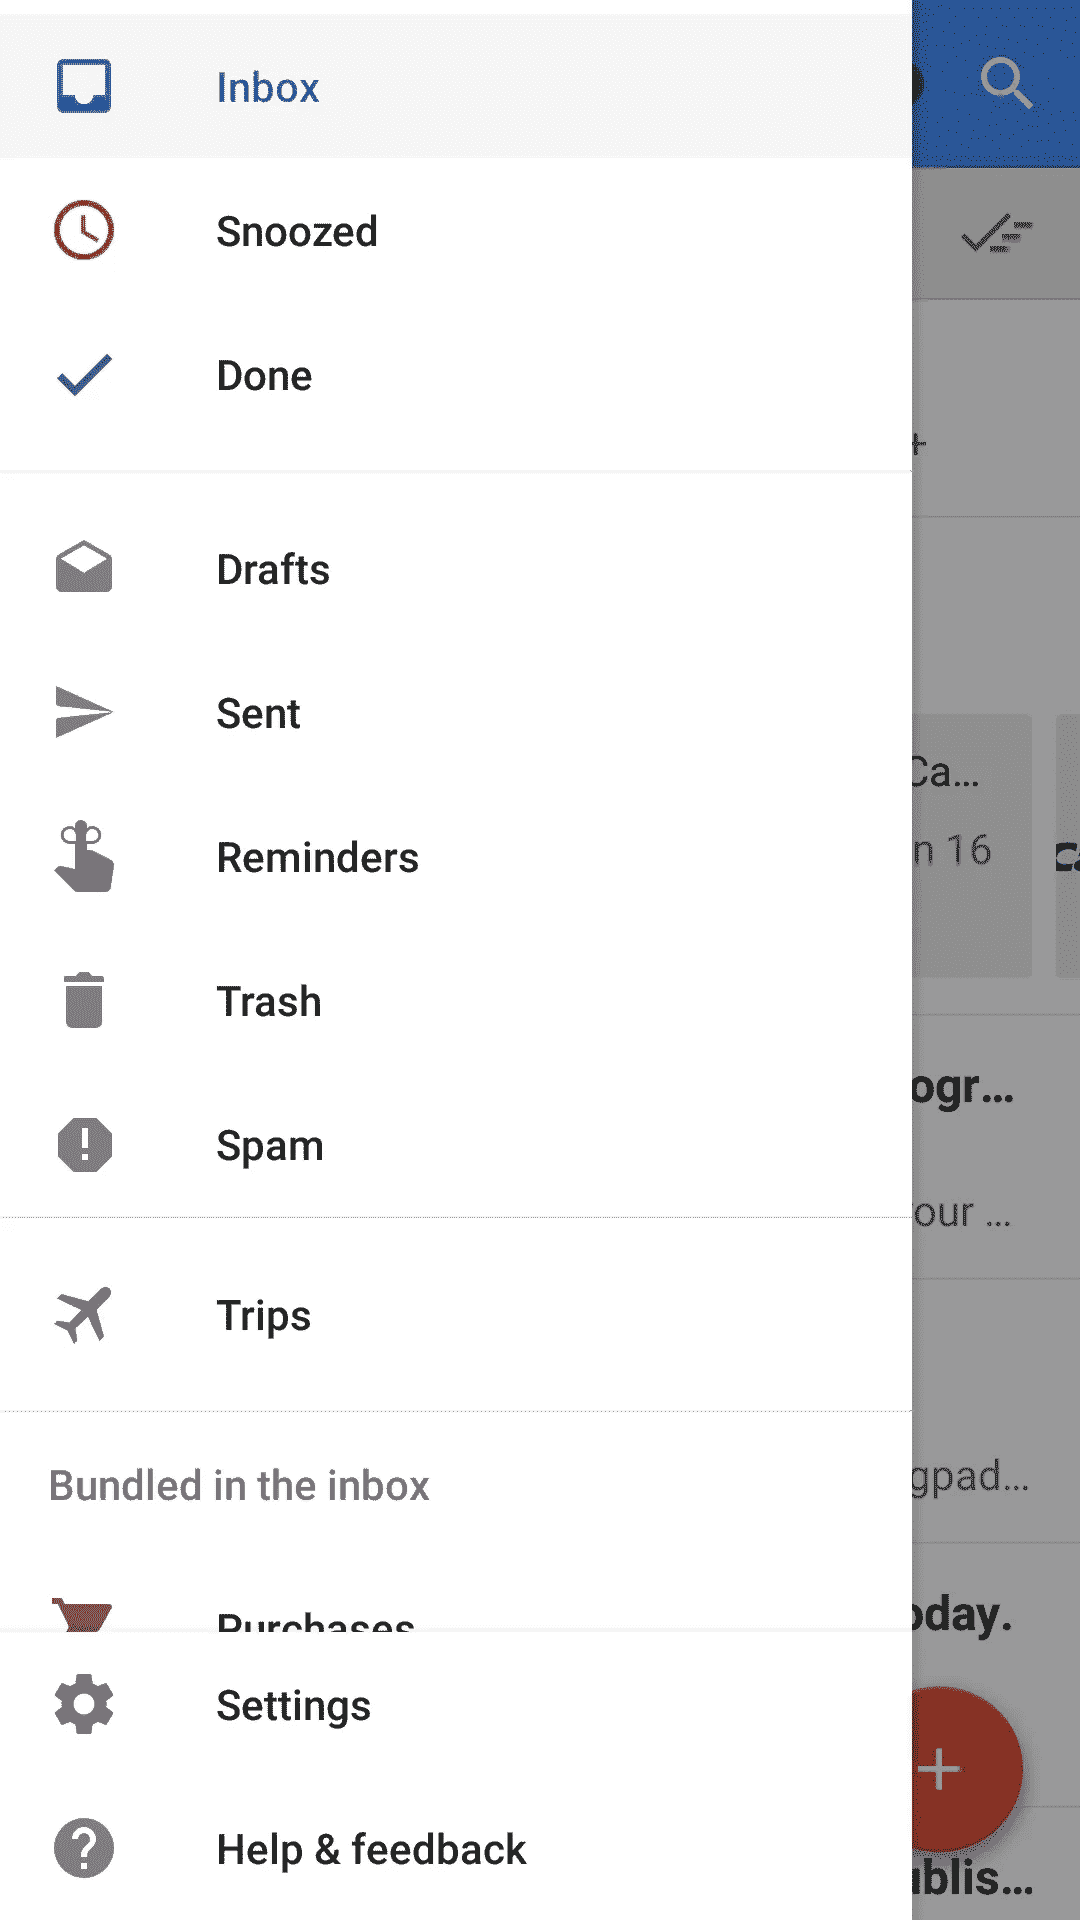 Inbox
Snoozed
Done
+
Drafts
Sent
Ca...
n 16
Reminders
Trash
ogr...
Spam
our ...
Trips
Bundled in the inbox
gpad...
Purchases
oday.
Settings
Help & feedback
blis...